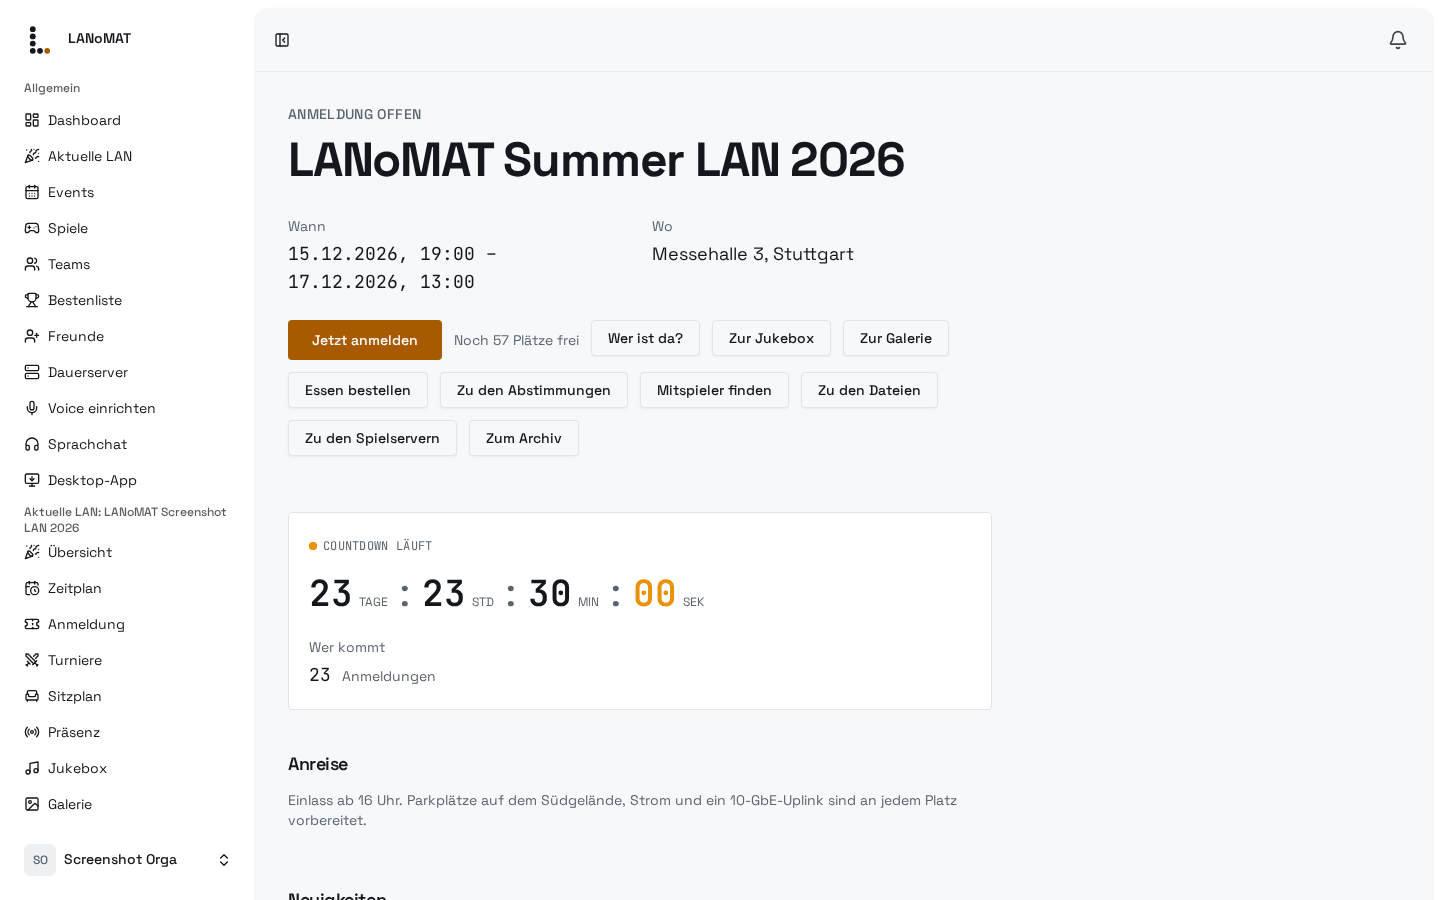 LANoMAT
Allgemein
Dashboard
Aktuelle LAN
Events
Spiele
Teams
Bestenliste
Freunde
Dauerserver
Voice einrichten
Sprachchat
Desktop-App
Aktuelle LAN: LANoMAT Screenshot
LAN 2026
Übersicht
Zeitplan
Anmeldung
Turniere
Sitzplan
Präsenz
Jukebox
Galerie
SO Screenshot Orga
ANMELDUNG OFFEN
LANoMAT Summer LAN 2026
Wann
15.12.2026, 19:00 –
17.12.2026, 13:00
Wo
Messehalle 3, Stuttgart
Jetzt anmelden Noch 57 Plätze frei Wer ist da? Zur Jukebox Zur Galerie
Essen bestellen Zu den Abstimmungen Mitspieler finden Zu den Dateien
Zu den Spielservern Zum Archiv
COUNTDOWN LÄUFT
23 TAGE : 23 STD : 30 MIN : 00 SEK
Wer kommt
23 Anmeldungen
Anreise
Einlass ab 16 Uhr. Parkplätze auf dem Südgelände, Strom und ein 10-GbE-Uplink sind an jedem Platz
vorbereitet.
Neuigkeiten